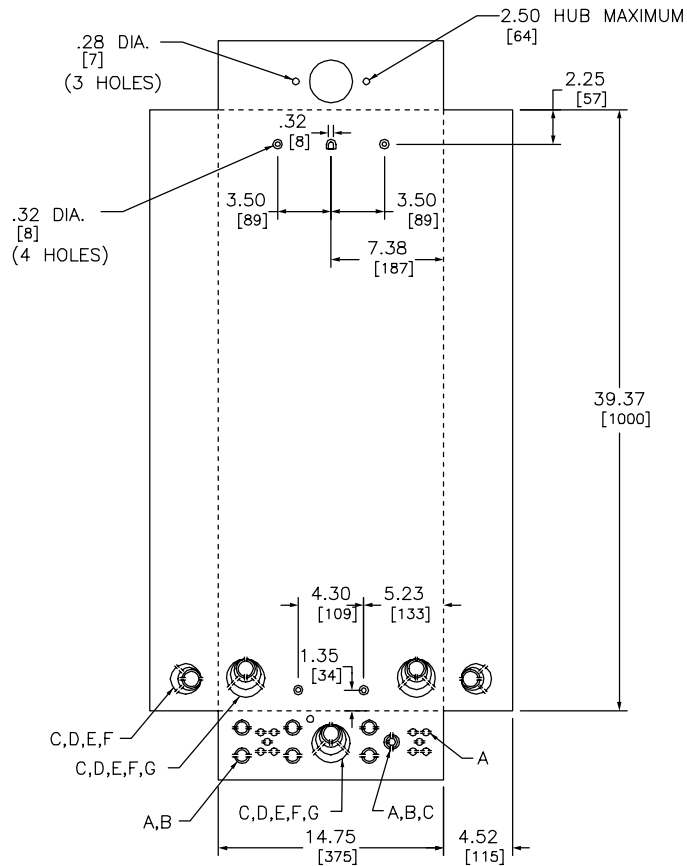 2.50 HUB MAXIMUM
[64]
.28 DIA.
[7]
(3 HOLES)
2.25
[57]
.32
[8]
3.50
[89]
3.50
[89]
.32 DIA.
[8]
(4 HOLES)
7.38
[187]
39.37
[1000]
4.30
[109]
5.23
[133]
1.35
[34]
C,D,E,F
C,D,E,F,G
A
A,B
C,D,E,F,G
A,B,C
14.75
[375]
4.52
[115]